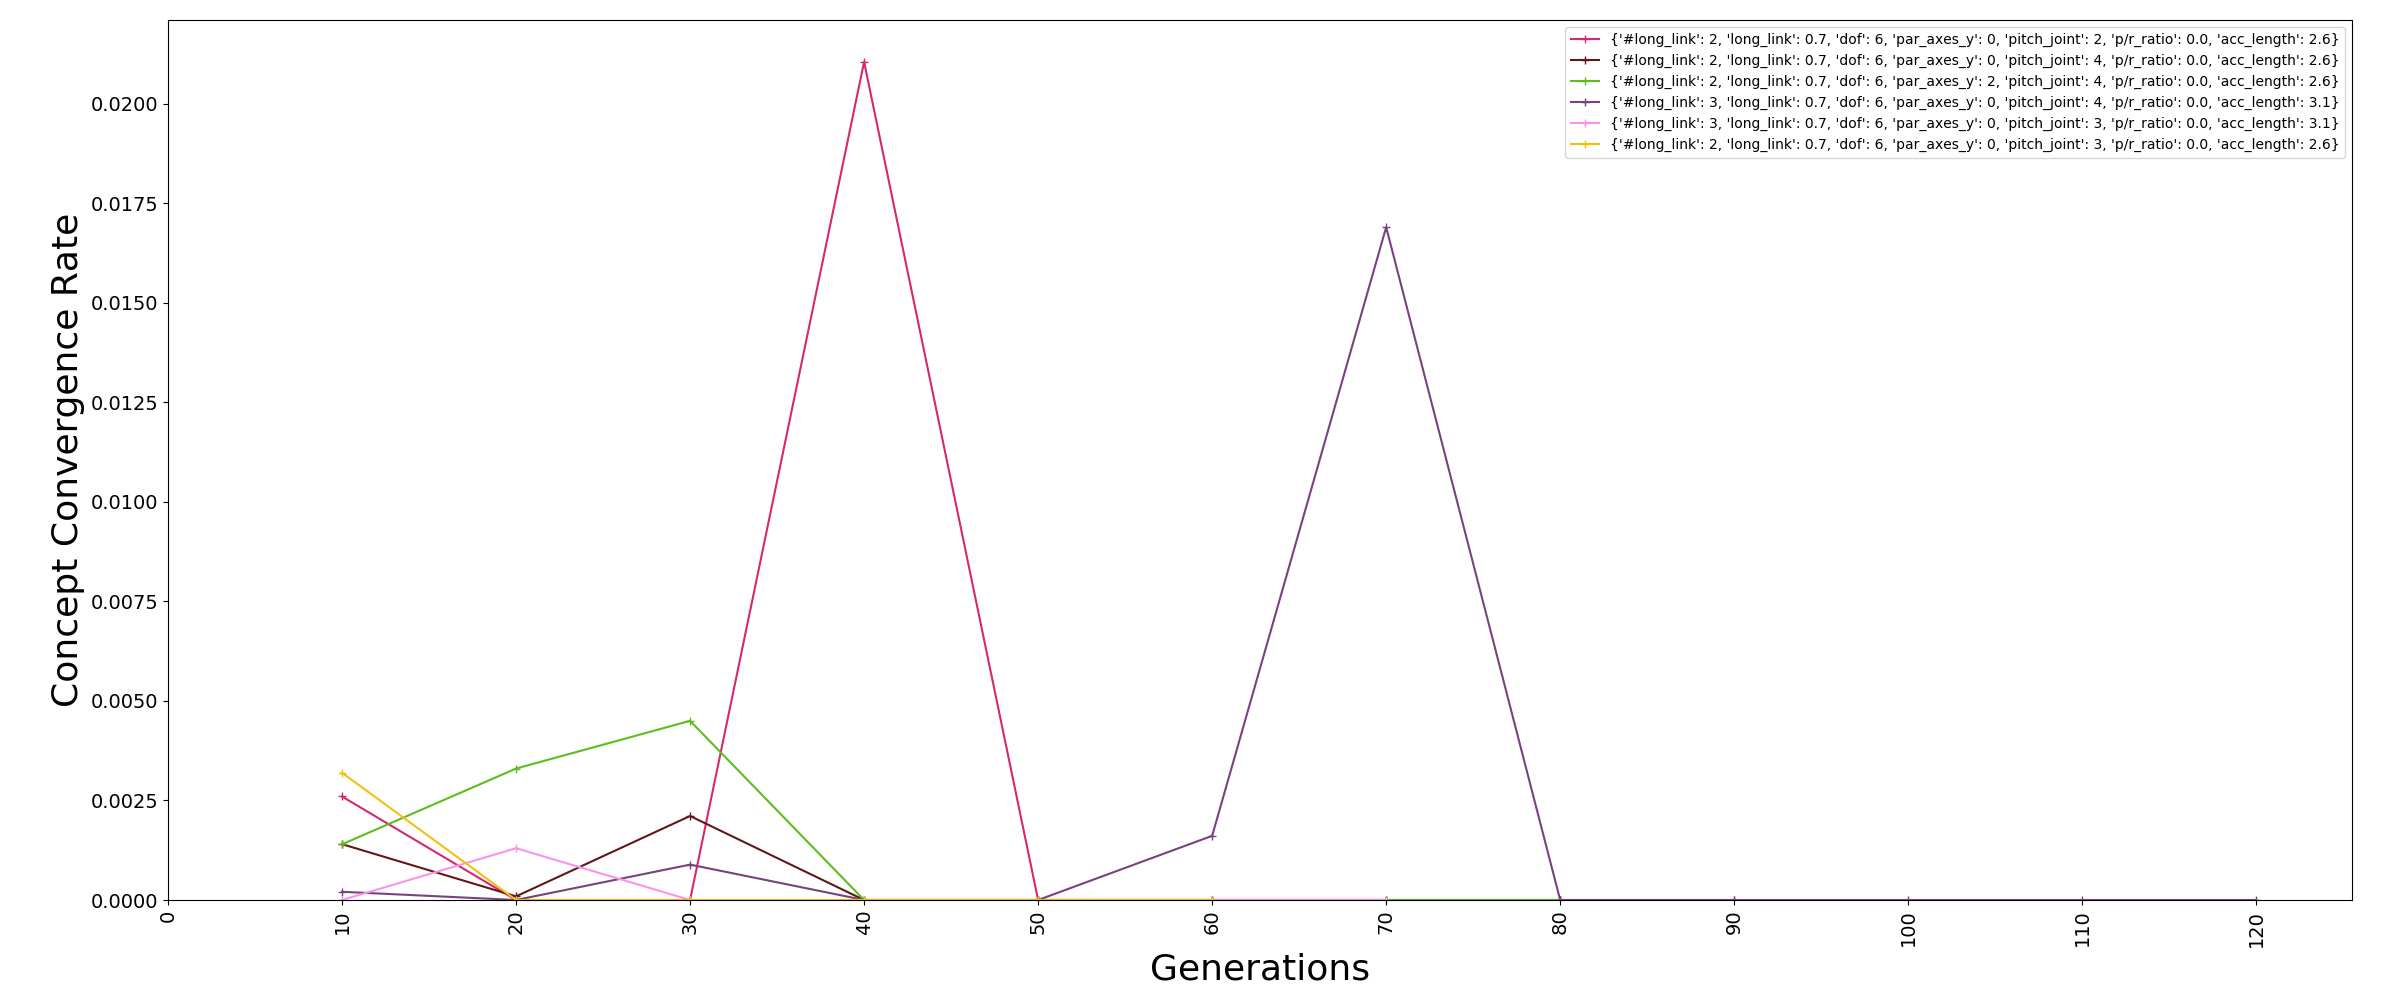 {'#long_link': 2, 'long_link': 0.7, 'dof': 6, 'par_axes_y': 0, 'pitch_joint': 2, 'p/r_ratio': 0.0, 'acc_length': 2.6}
{'#long_link': 2, 'long_link': 0.7, 'dof': 6, 'par_axes_y': 0, 'pitch_joint': 4, 'p/r_ratio': 0.0, 'acc_length': 2.6}
{'#long_link': 2, 'long_link': 0.7, 'dof': 6, 'par_axes_y': 2, 'pitch_joint': 4, 'p/r_ratio': 0.0, 'acc_length': 2.6}
{'#long_link': 3, 'long_link': 0.7, 'dof': 6, 'par_axes_y': 0, 'pitch_joint': 4, 'p/r_ratio': 0.0, 'acc_length': 3.1}
{'#long_link': 3, 'long_link': 0.7, 'dof': 6, 'par_axes_y': 0, 'pitch_joint': 3, 'p/r_ratio': 0.0, 'acc_length': 3.1}
{'#long_link': 2, 'long_link': 0.7, 'dof': 6, 'par_axes_y': 0, 'pitch_joint': 3, 'p/r_ratio': 0.0, 'acc_length': 2.6}
Concept Convergence Rate
0.0200
0.0175
0.0150
0.0125
0.0100
0.0075
0.0050
0.0025
0.0000
0
10
20
30
40
50
60
70
80
90
100
110
120
Generations